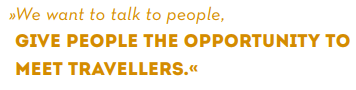 »We want to talk to people,
GIVE PEOPLE THE OPPORTUNITY TO
MEET TRAVELLERS.«